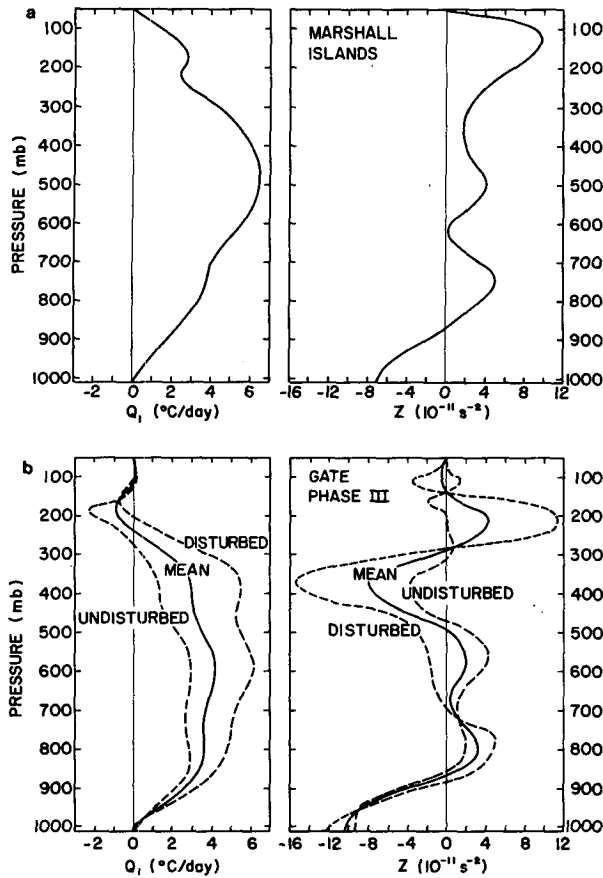 a
MARSHALL
ISLANDS
100
200
300
400
500
600
700
800
900
1000
PRESSURE (mb)
100
200
300
400
500
600
700
800
900
1000
-2 0 2 4 6
Q₁ (°C/day)
-16 -12 -8 -4 0 4 8 12
Z (10⁻¹¹ s⁻²)
b
GATE
PHASE III
100
200
300
400
500
600
700
800
900
1000
PRESSURE (mb)
DISTURBED
MEAN
UNDISTURBED
MEAN
UNDISTURBED
DISTURBED
100
200
300
400
500
600
700
800
900
1000
-2 0 2 4 6
Q₁ (°C/day)
-16 -12 -8 -4 0 4 8 12
Z (10⁻¹¹ s⁻²)